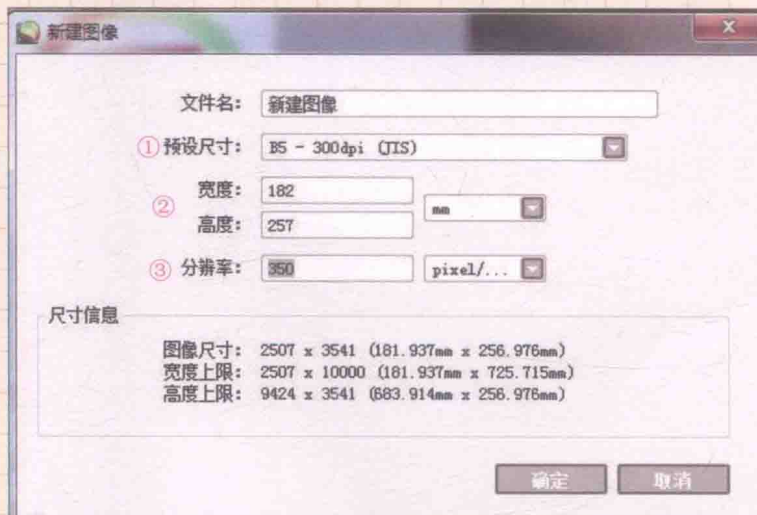 新建图像
文件名: 新建图像
① 预设尺寸: B5 - 300dpi (JIS)
② 宽度: 182
mm
高度: 257
③ 分辨率: 350 pixel/...
尺寸信息
图像尺寸: 2507 x 3541 (181.937mm x 256.976mm)
宽度上限: 2507 x 10000 (181.937mm x 725.715mm)
高度上限: 9424 x 3541 (683.914mm x 256.976mm)
确定 取消